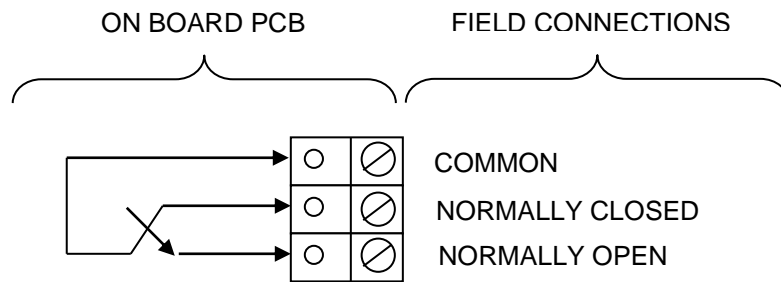 ON BOARD PCB
FIELD CONNECTIONS
COMMON
NORMALLY CLOSED
NORMALLY OPEN